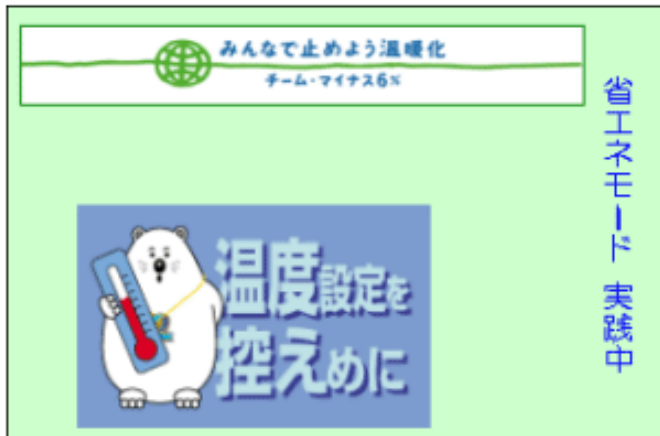 みんなで止めよう温暖化
チーム・マイナス6%
省エネモード 実践中
温度設定を
控えめに